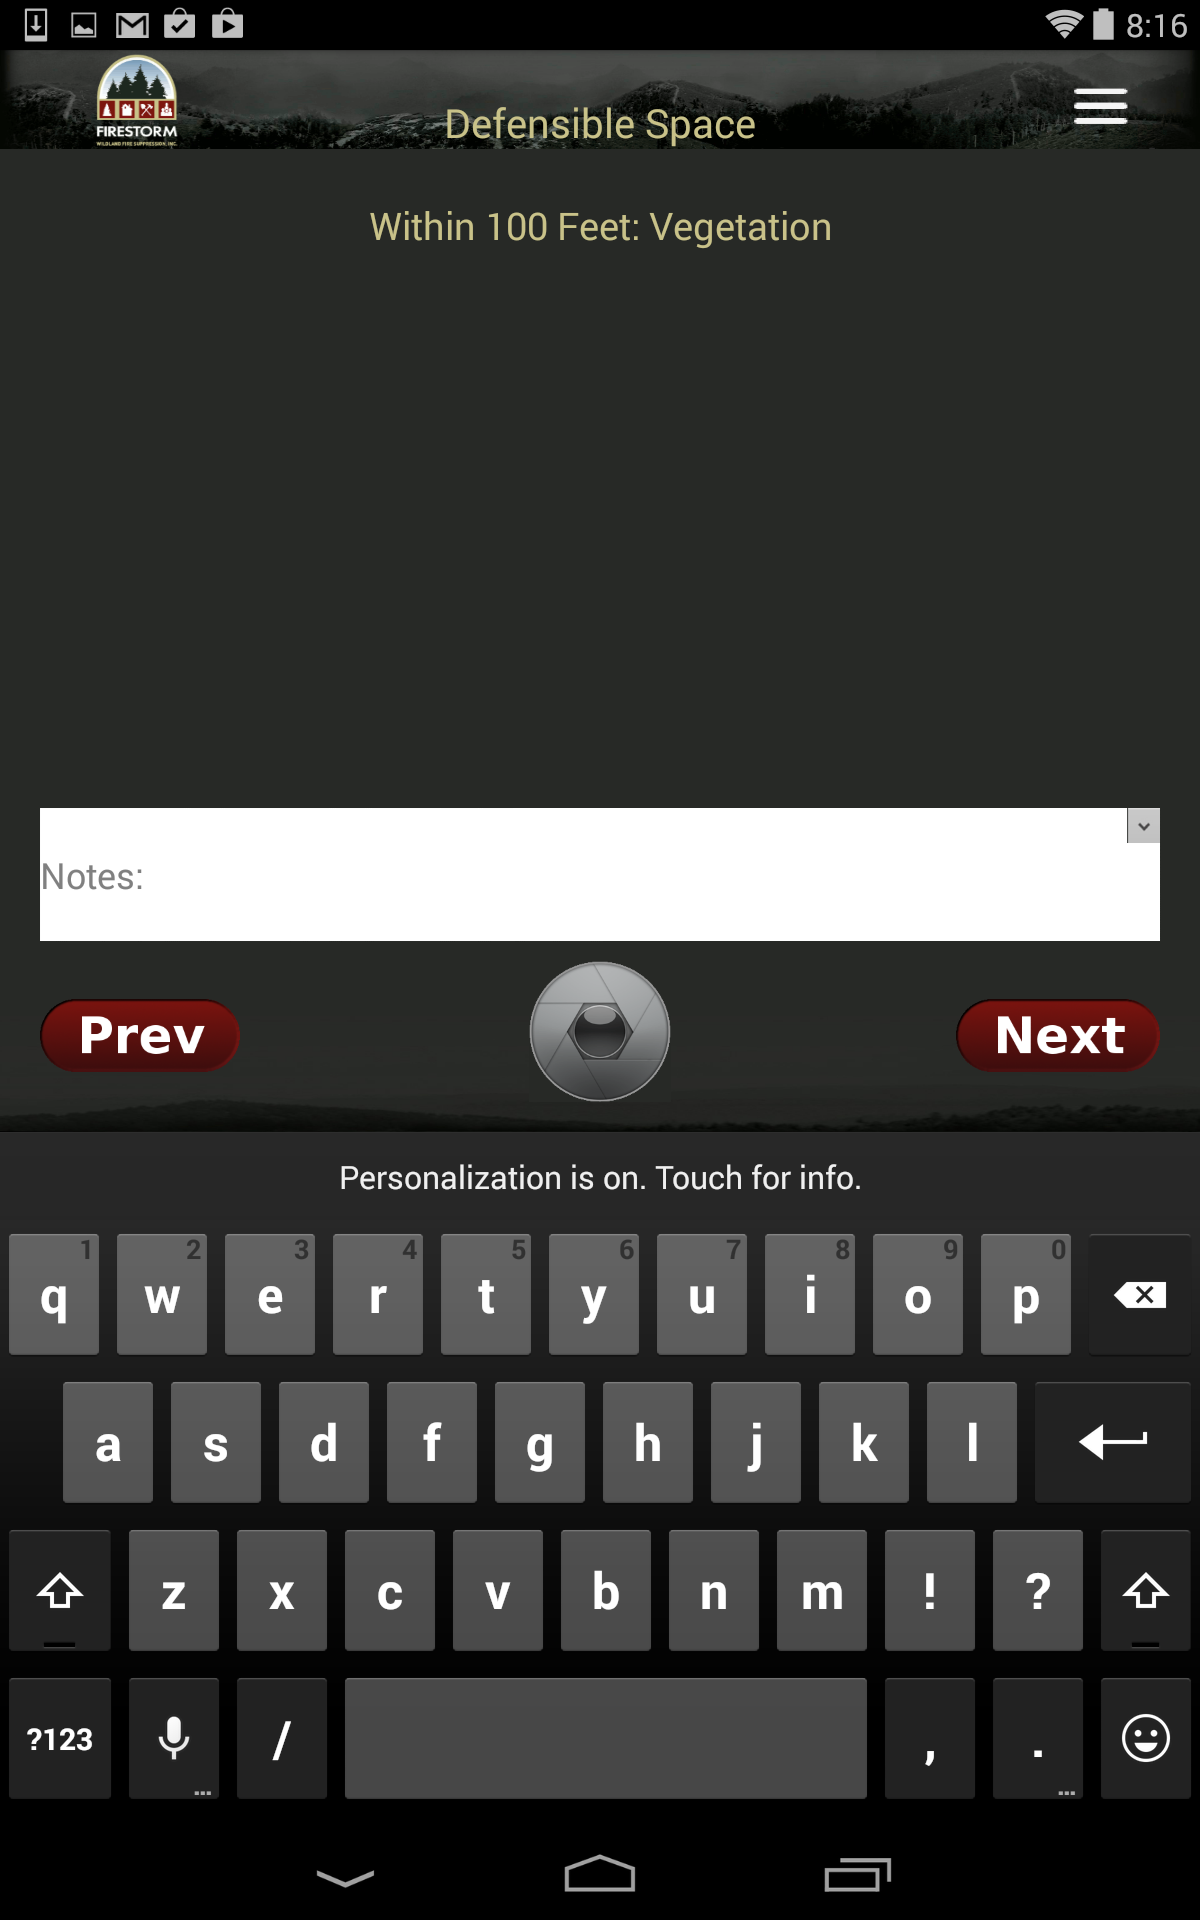 8:16
FIRESTORM
WILDLAND FIRE SUPPRESSION, INC.
Defensible Space
Within 100 Feet: Vegetation
Notes:
Prev
Next
Personalization is on. Touch for info.
1 2 3 4 5 6 7 8 9 0
q w e r t y u i o p
a s d f g h j k l
z x c v b n m ! ?
?123 / , .